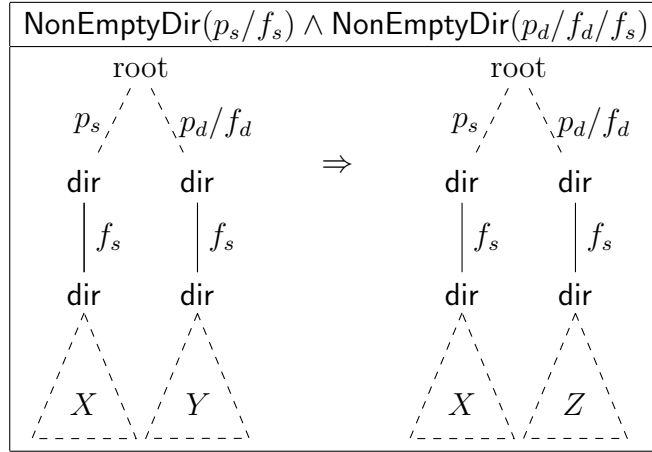 NonEmptyDir(p_s/f_s) ∧ NonEmptyDir(p_d/f_d/f_s)
root root
p_s p_d/f_d p_s p_d/f_d
⇒
dir dir dir dir
f_s f_s f_s f_s
dir dir dir dir
X Y X Z